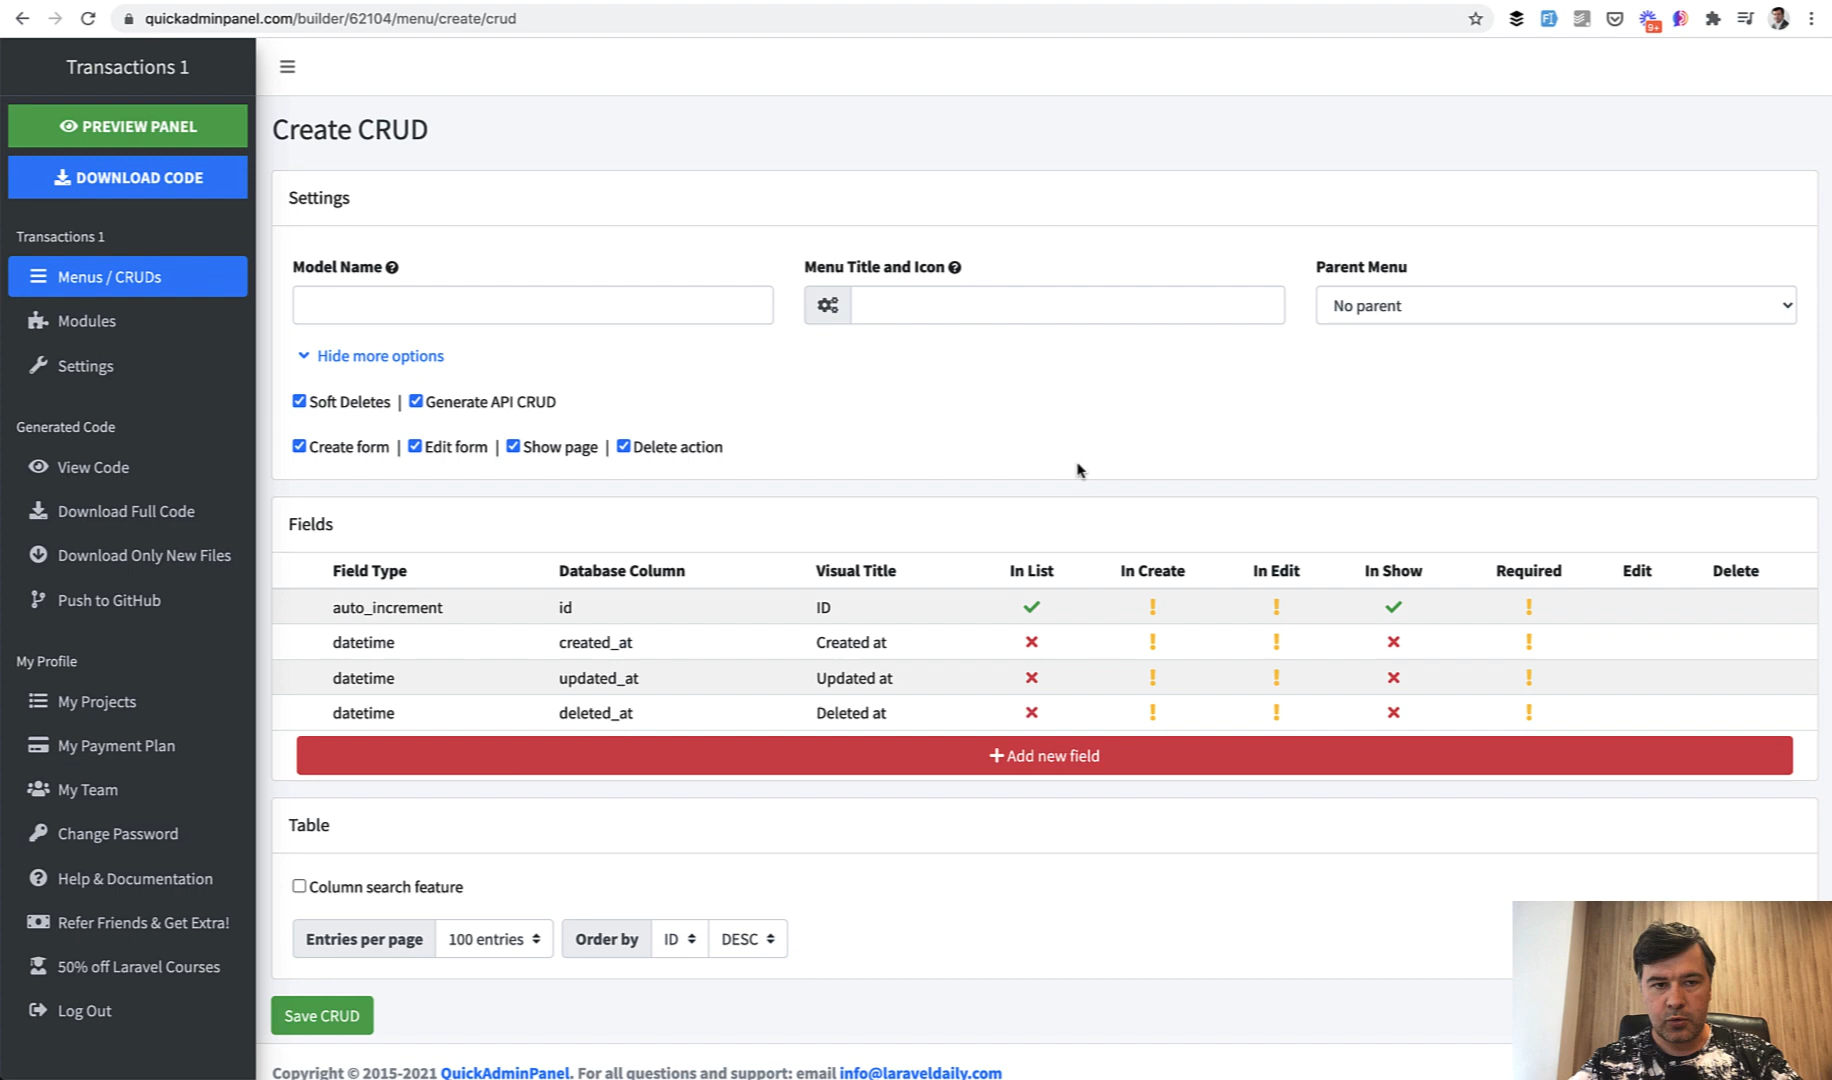 quickadminpanel.com/builder/62104/menu/create/crud
9+
Transactions 1
PREVIEW PANEL
DOWNLOAD CODE
Transactions 1
Menus / CRUDs
Modules
Settings
Generated Code
View Code
Download Full Code
Download Only New Files
Push to GitHub
My Profile
My Projects
My Payment Plan
My Team
Change Password
Help & Documentation
Refer Friends & Get Extra!
50% off Laravel Courses
Log Out
Create CRUD
Settings
Model Name Menu Title and Icon Parent Menu
No parent
Hide more options
Soft Deletes | Generate API CRUD
Create form | Edit form | Show page | Delete action
Fields
Field Type Database Column Visual Title In List In Create In Edit In Show Required Edit Delete
auto_increment id ID ! ! !
datetime created_at Created at ! ! !
datetime updated_at Updated at ! ! !
datetime deleted_at Deleted at ! ! !
+ Add new field
Table
Column search feature
Entries per page 100 entries Order by ID DESC
Save CRUD
Copyright © 2015-2021 QuickAdminPanel. For all questions and support: email info@laraveldaily.com